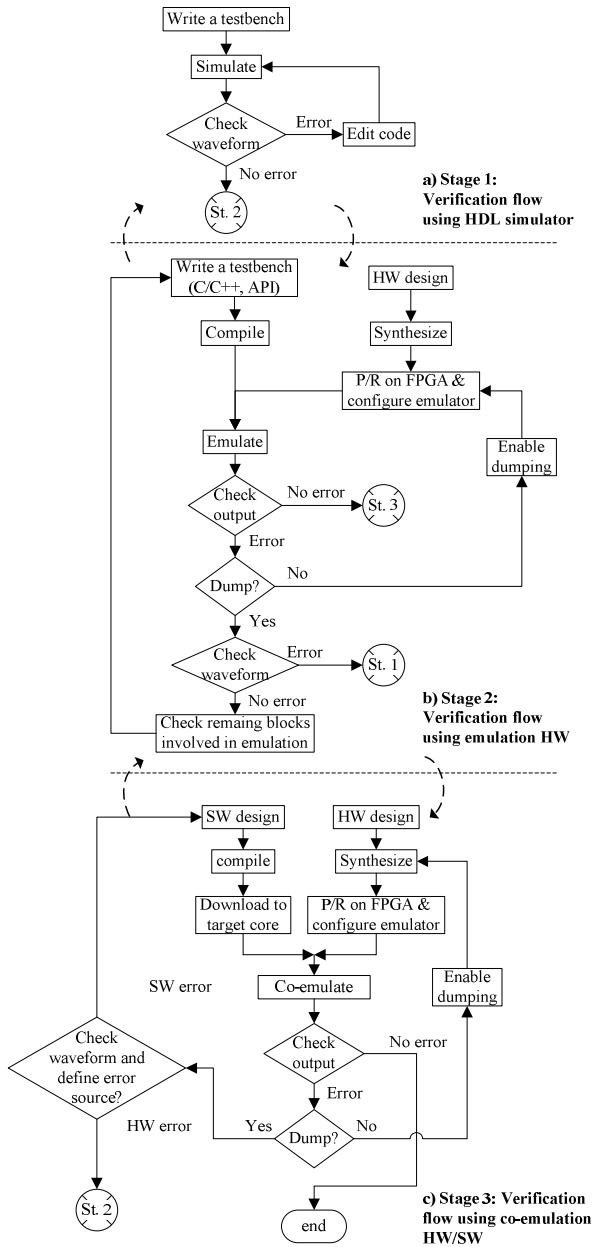 Write a testbench
Simulate
Check
waveform
Error
Edit code
No error
St. 2
a) Stage 1:
Verification flow
using HDL simulator
Write a testbench
(C/C++, API)
HW design
Compile
Synthesize
P/R on FPGA &
configure emulator
Emulate
Enable
dumping
Check
output
No error
St. 3
Error
Dump?
No
Yes
Check
waveform
Error
St. 1
No error
Check remaing blocks
involved in emulation
b) Stage 2:
Verification flow
using emulation HW
SW design
HW design
compile
Synthesize
Download to
target core
P/R on FPGA &
configure emulator
SW error
Co-emulate
Enable
dumping
Check
output
No error
Check
waveform and
define error
source?
Error
HW error
Yes
Dump?
No
St. 2
end
c) Stage 3: Verification
flow using co-emulation
HW/SW